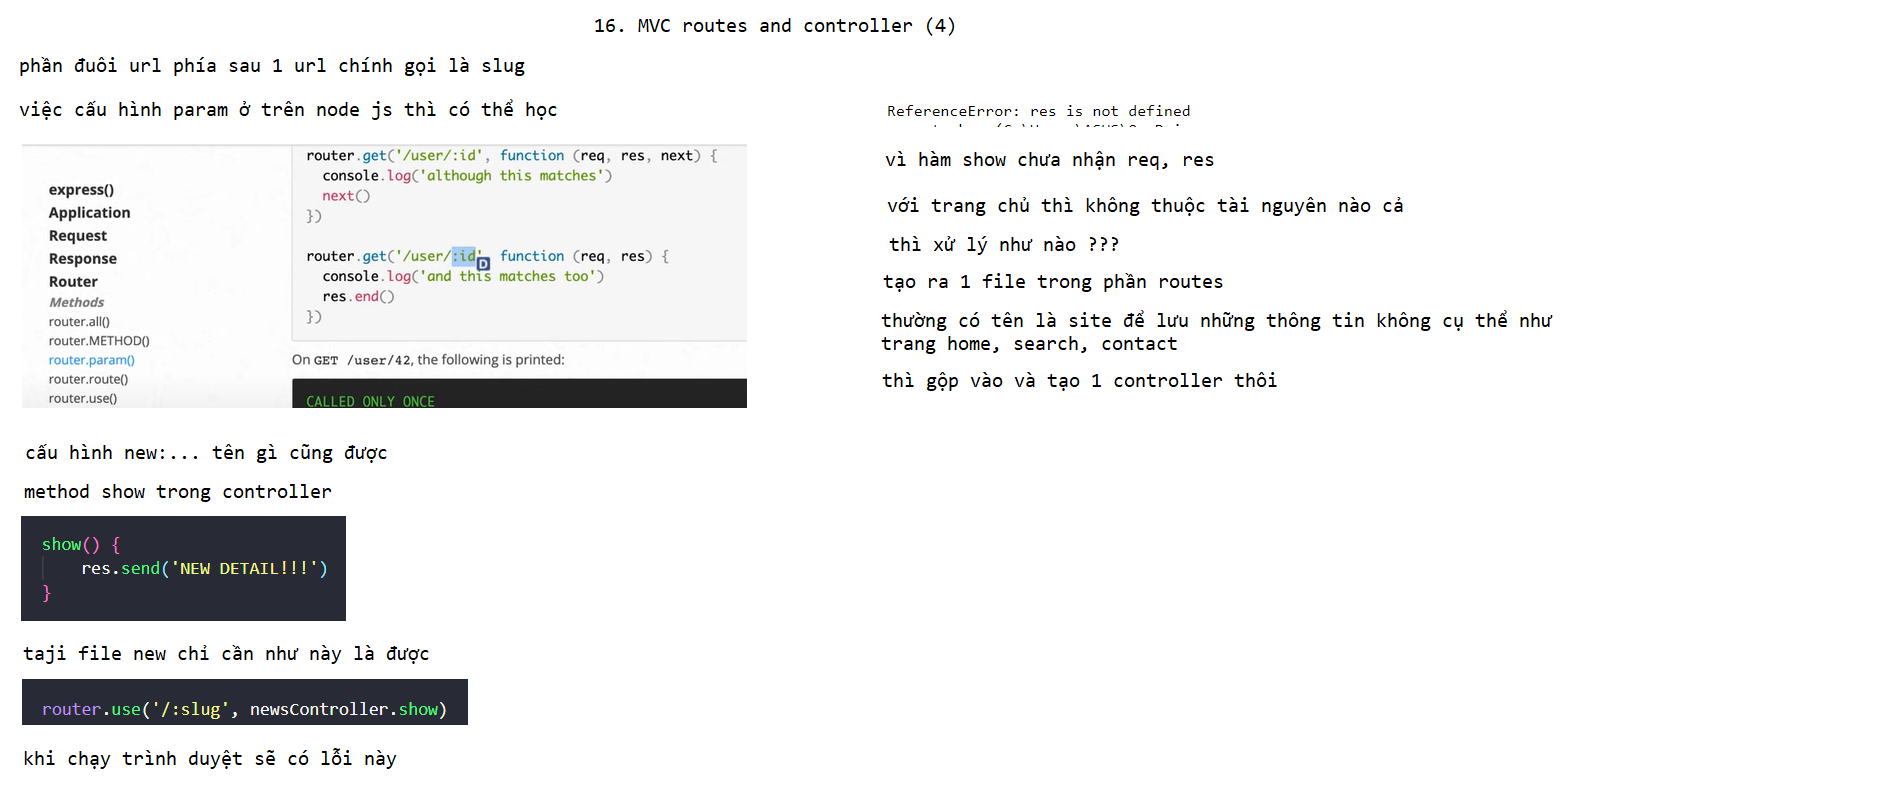 16. MVC routes and controller (4)
phần đuôi url phía sau 1 url chính gọi là slug
việc cấu hình param ở trên node js thì có thể học
express()
Application
Request
Response
Router
Methods
router.all()
router.METHOD()
router.param()
router.route()
router.use()
router.get('/user/:id', function (req, res, next) {
console.log('although this matches')
next()
})
router.get('/user/:id', function (req, res) {
console.log('and this matches too')
res.end()
})
On GET /user/42, the following is printed:
CALLED ONLY ONCE
cấu hình new:... tên gì cũng được
method show trong controller
show() {
res.send('NEW DETAIL!!!')
}
taji file new chỉ cần như này là được
router.use('/:slug', newsController.show)
khi chạy trình duyệt sẽ có lỗi này
ReferenceError: res is not defined
vì hàm show chưa nhận req, res
với trang chủ thì không thuộc tài nguyên nào cả
thì xử lý như nào ???
tạo ra 1 file trong phần routes
thường có tên là site để lưu những thông tin không cụ thể như
trang home, search, contact
thì gộp vào và tạo 1 controller thôi